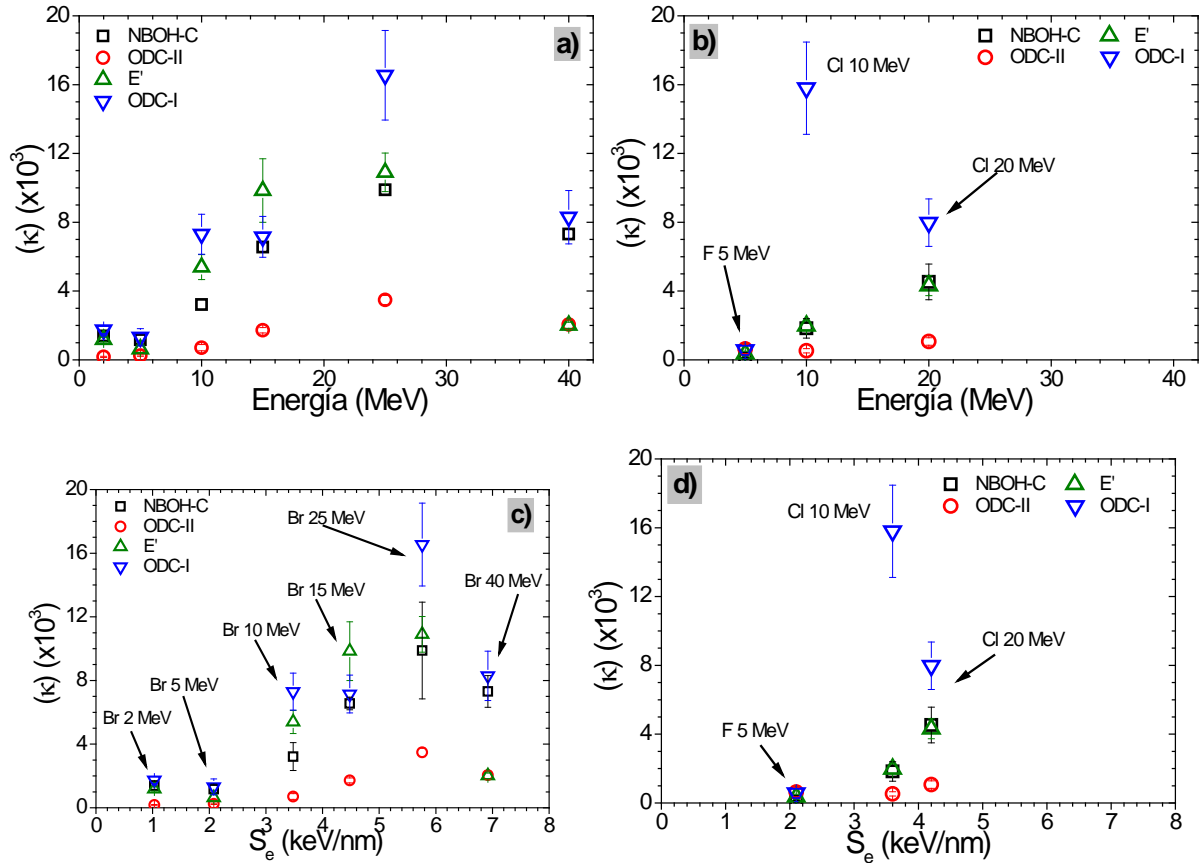 a)
NBOH-C
ODC-II
E'
ODC-I
(κ) (x10³)
20
16
12
8
4
0
0 10 20 30 40
Energía (MeV)
b)
NBOH-C E'
ODC-II ODC-I
Cl 10 MeV
Cl 20 MeV
F 5 MeV
(κ) (x10³)
20
16
12
8
4
0
0 10 20 30 40
Energía (MeV)
c)
NBOH-C
ODC-II
E'
ODC-I
Br 25 MeV
Br 15 MeV
Br 40 MeV
Br 10 MeV
Br 5 MeV
Br 2 MeV
(κ) (x10³)
20
16
12
8
4
0
0 1 2 3 4 5 6 7 8
S_e (keV/nm)
d)
NBOH-C E'
ODC-II ODC-I
Cl 10 MeV
Cl 20 MeV
F 5 MeV
(κ) (x10³)
20
16
12
8
4
0
0 1 2 3 4 5 6 7 8
S_e (keV/nm)